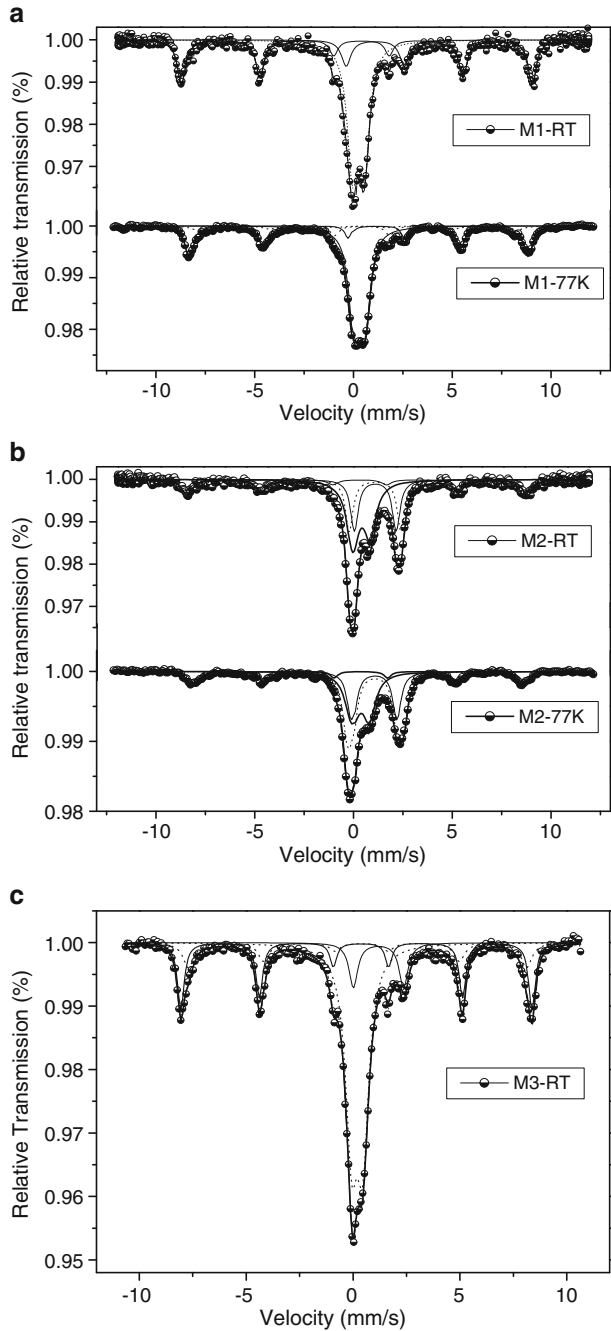 a
1.00
0.99
0.98
0.97
M1-RT
1.00
0.99
0.98
M1-77K
Relative transmission (%)
-10 -5 0 5 10
Velocity (mm/s)
b
1.00
0.99
0.98
0.97
M2-RT
1.00
0.99
0.98
M2-77K
Relative transmission (%)
-10 -5 0 5 10
Velocity (mm/s)
c
1.00
0.99
0.98
0.97
0.96
0.95
M3-RT
Relative Transmission (%)
-10 -5 0 5 10
Velocity (mm/s)